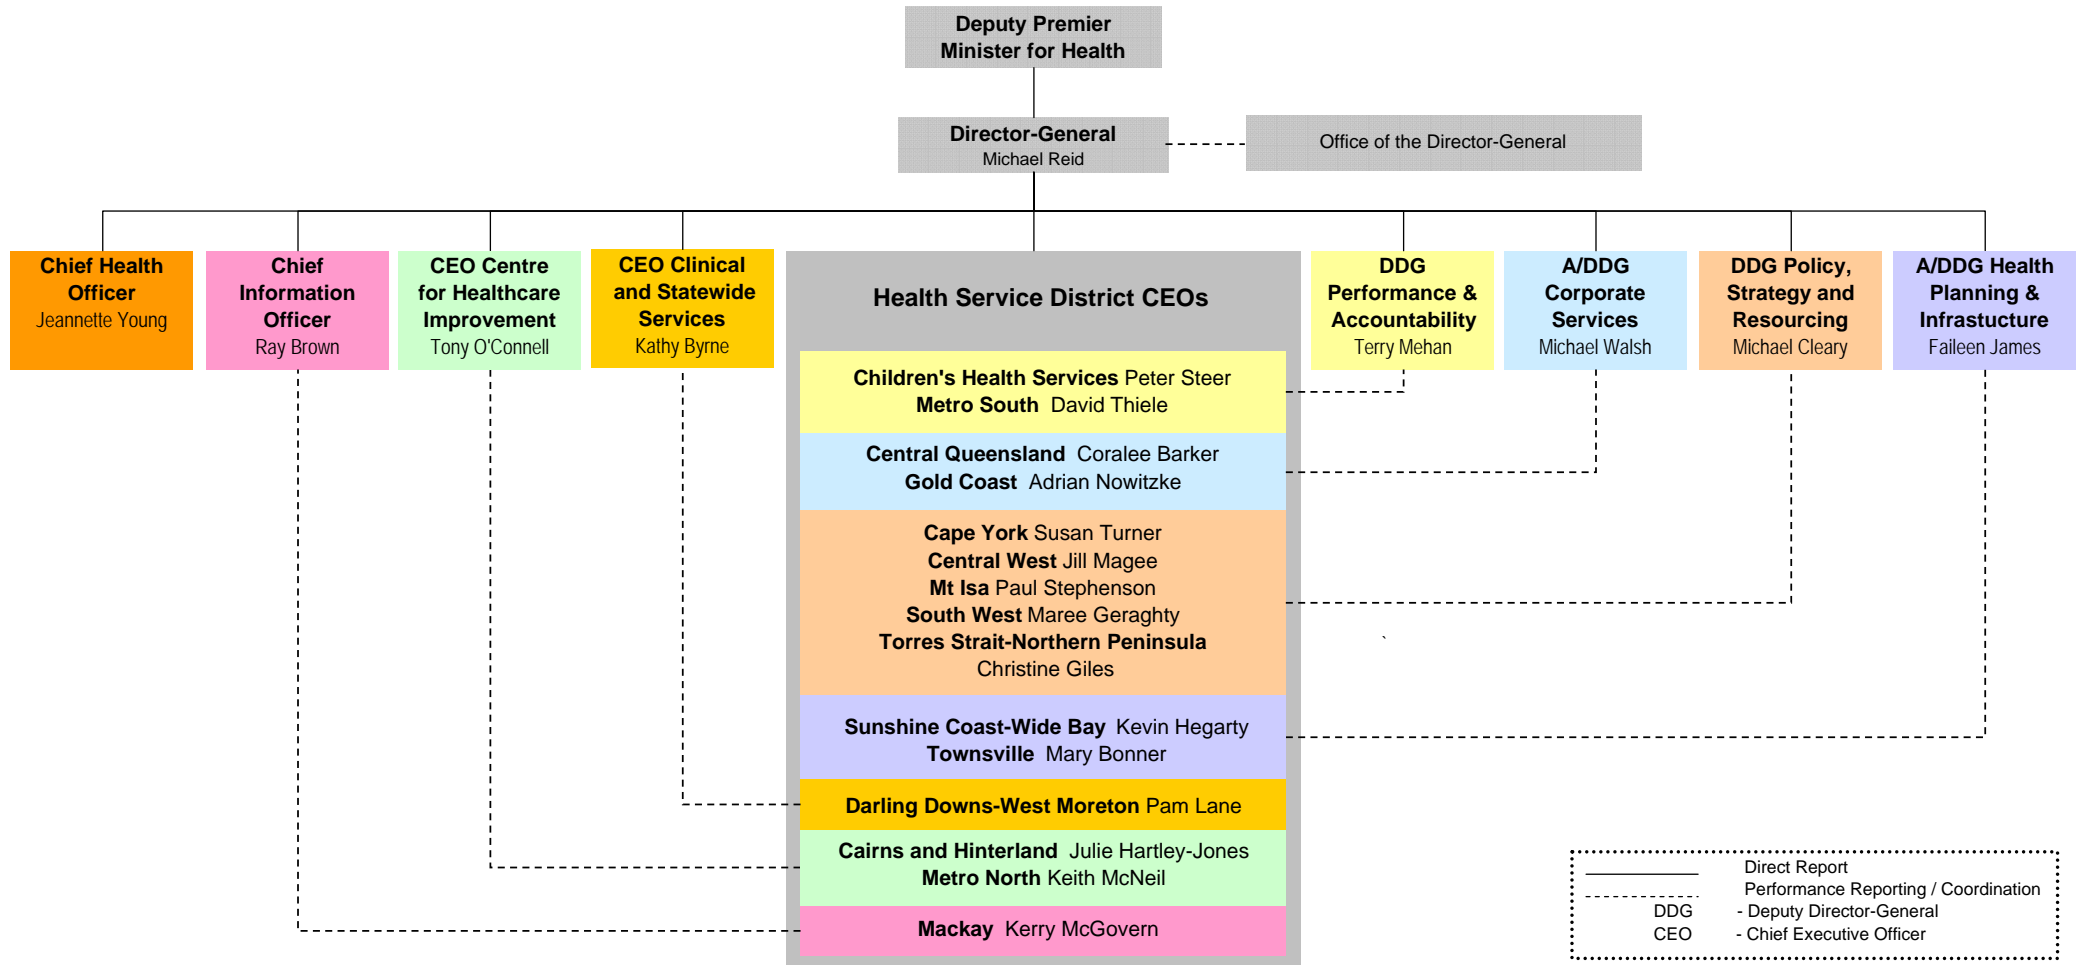 Deputy Premier
Minister for Health
Director-General
Michael Reid
Office of the Director-General
Chief Health
Officer
Jeannette Young
Chief
Information
Officer
Ray Brown
CEO Centre
for Healthcare
Improvement
Tony O'Connell
CEO Clinical
and Statewide
Services
Kathy Byrne
Health Service District CEOs
DDG
Performance &
Accountability
Terry Mehan
A/DDG
Corporate
Services
Michael Walsh
DDG Policy,
Strategy and
Resourcing
Michael Cleary
A/DDG Health
Planning &
Infrastucture
Faileen James
Children's Health Services Peter Steer
Metro South David Thiele
Central Queensland Coralee Barker
Gold Coast Adrian Nowitzke
Cape York Susan Turner
Central West Jill Magee
Mt Isa Paul Stephenson
South West Maree Geraghty
Torres Strait-Northern Peninsula
Christine Giles
`
Sunshine Coast-Wide Bay Kevin Hegarty
Townsville Mary Bonner
Darling Downs-West Moreton Pam Lane
Cairns and Hinterland Julie Hartley-Jones
Metro North Keith McNeil
Mackay Kerry McGovern
Direct Report
Performance Reporting / Coordination
DDG - Deputy Director-General
CEO - Chief Executive Officer